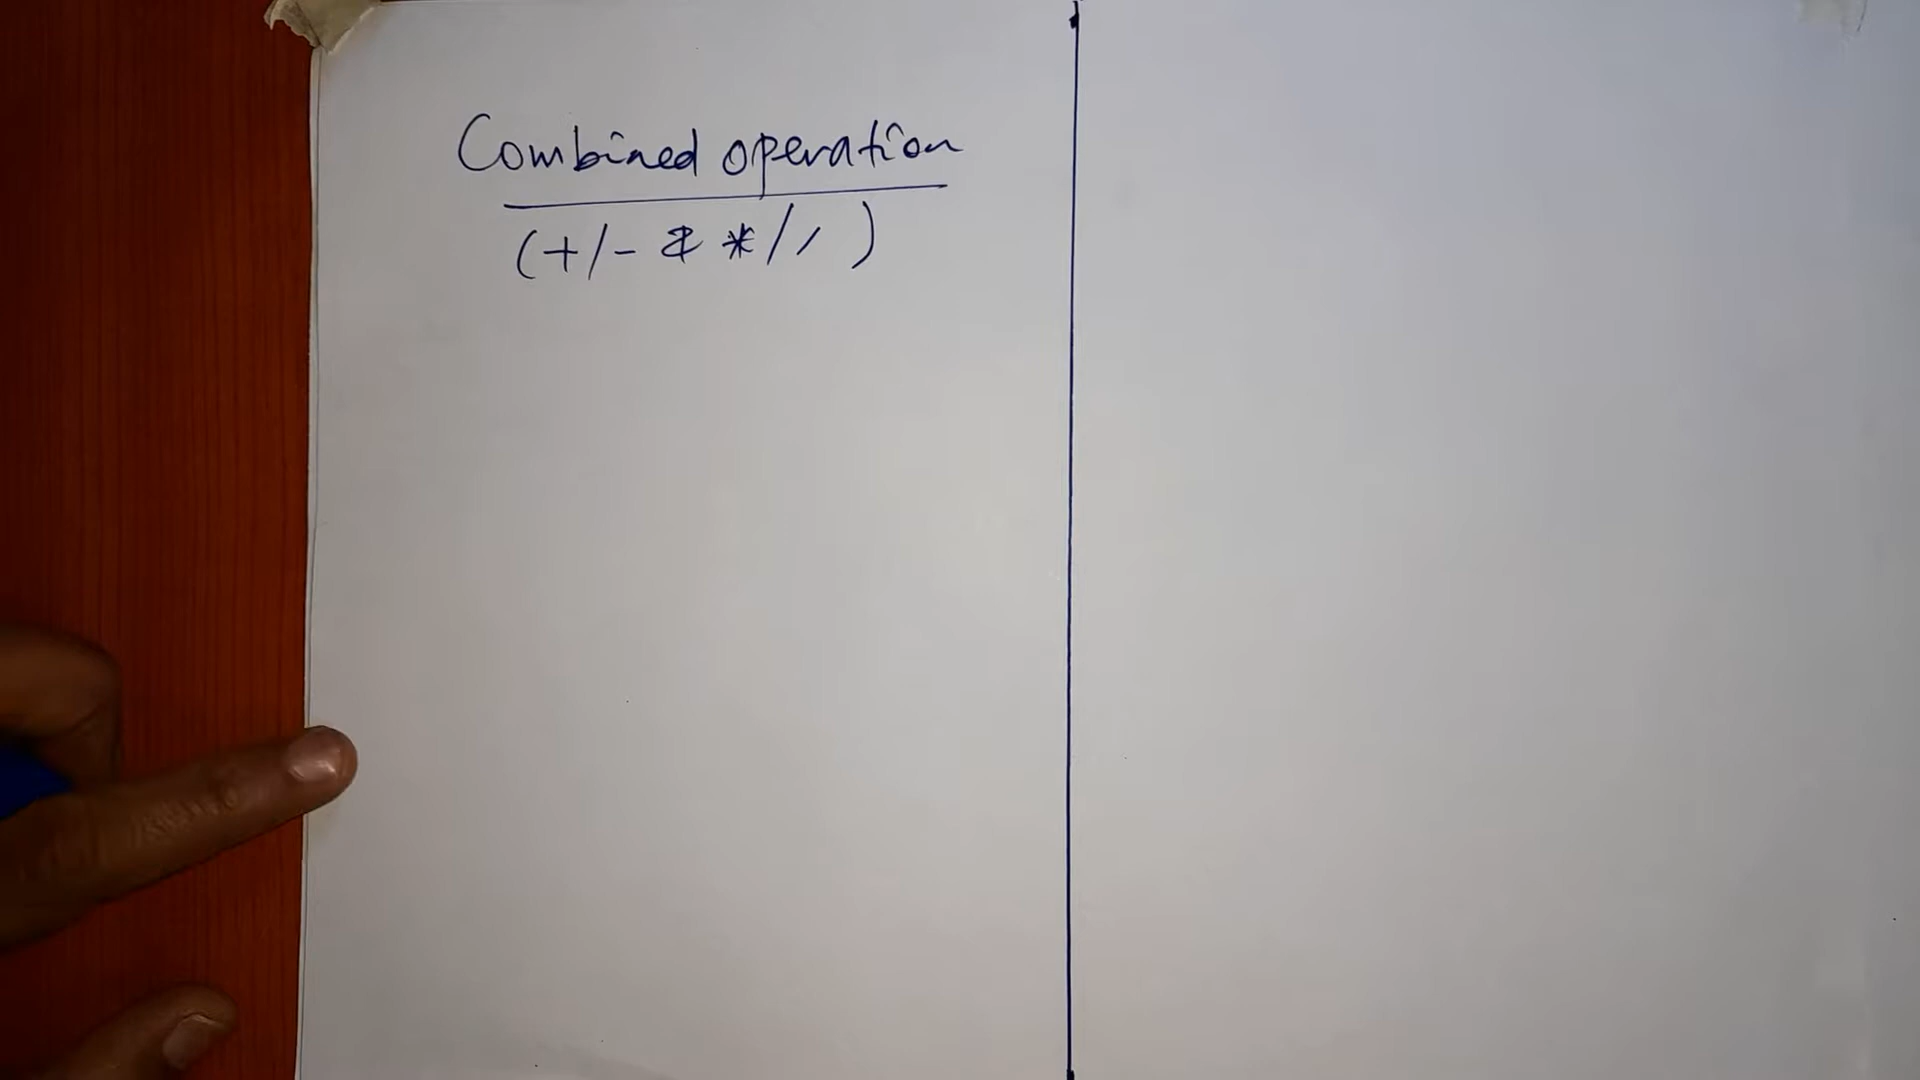 Combined operation
(+/- & */, )